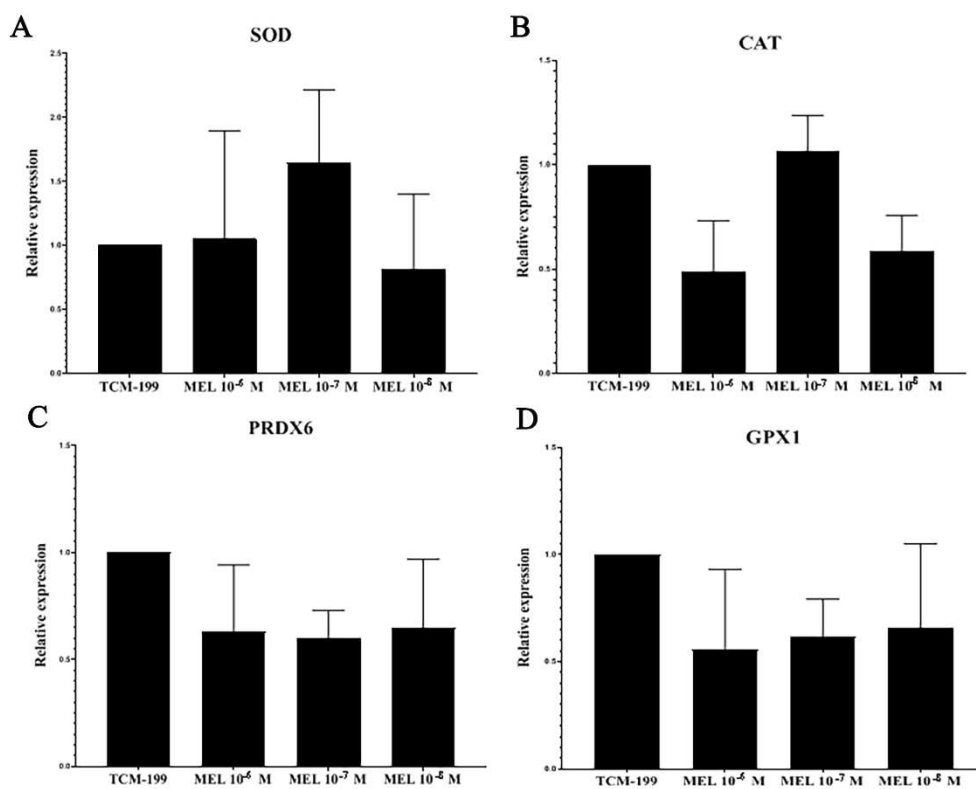 A
SOD
Relative expression
2.5
2.0
1.5
1.0
0.5
0.0
TCM-199 MEL 10⁻⁶ M MEL 10⁻⁷ M MEL 10⁻⁸ M
B
CAT
Relative expression
1.5
1.0
0.5
0.0
TCM-199 MEL 10⁻⁶ M MEL 10⁻⁷ M MEL 10⁻⁸ M
C
PRDX6
Relative expression
1.5
1.0
0.5
0.0
TCM-199 MEL 10⁻⁶ M MEL 10⁻⁷ M MEL 10⁻⁸ M
D
GPX1
Relative expression
1.5
1.0
0.5
0.0
TCM-199 MEL 10⁻⁶ M MEL 10⁻⁷ M MEL 10⁻⁸ M